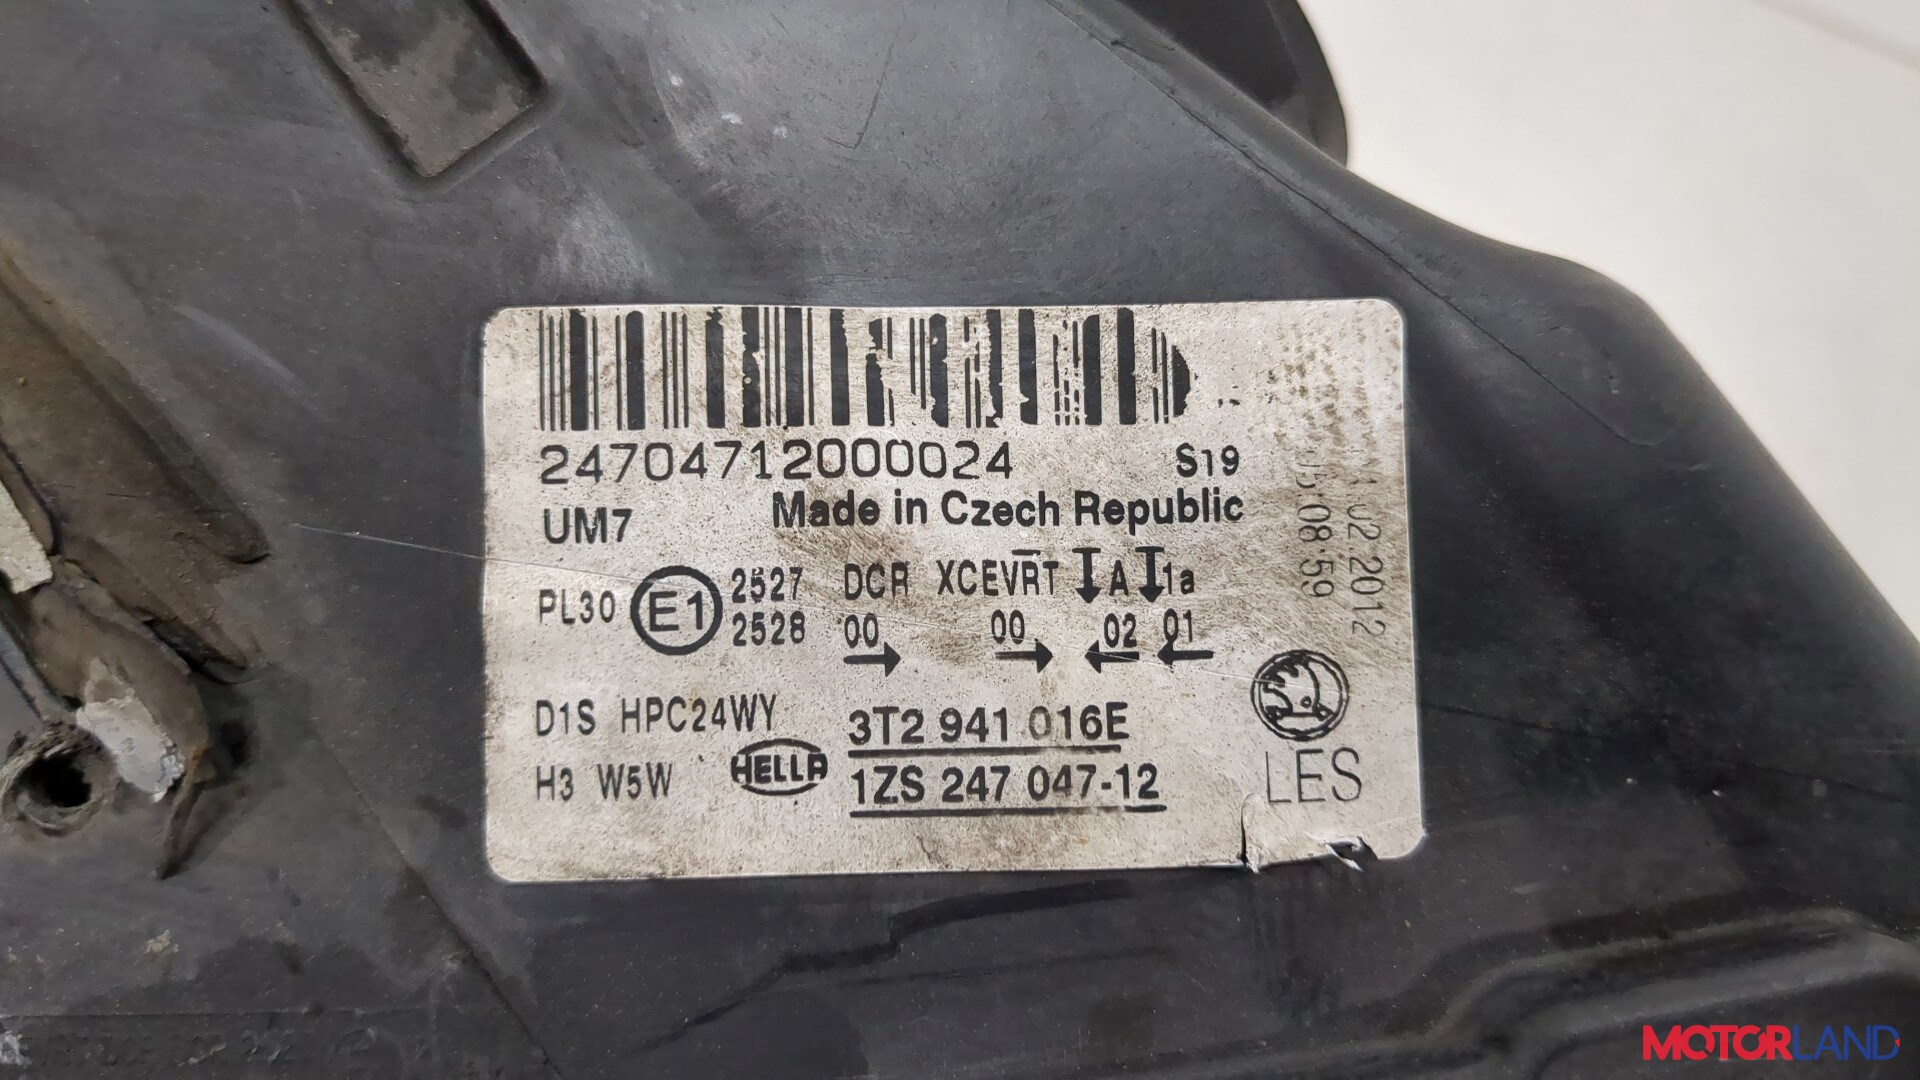 24704712000024 S19
UM7 Made in Czech Republic
PL30 E1 2527 DCR XCEVRT A 1a
2528 00 00 02 01
D1S HPC24WY 3T2 941 016E
H3 W5W HELLA 1ZS 247 047-12
LES
02.2012
08:59
MOTORLAND